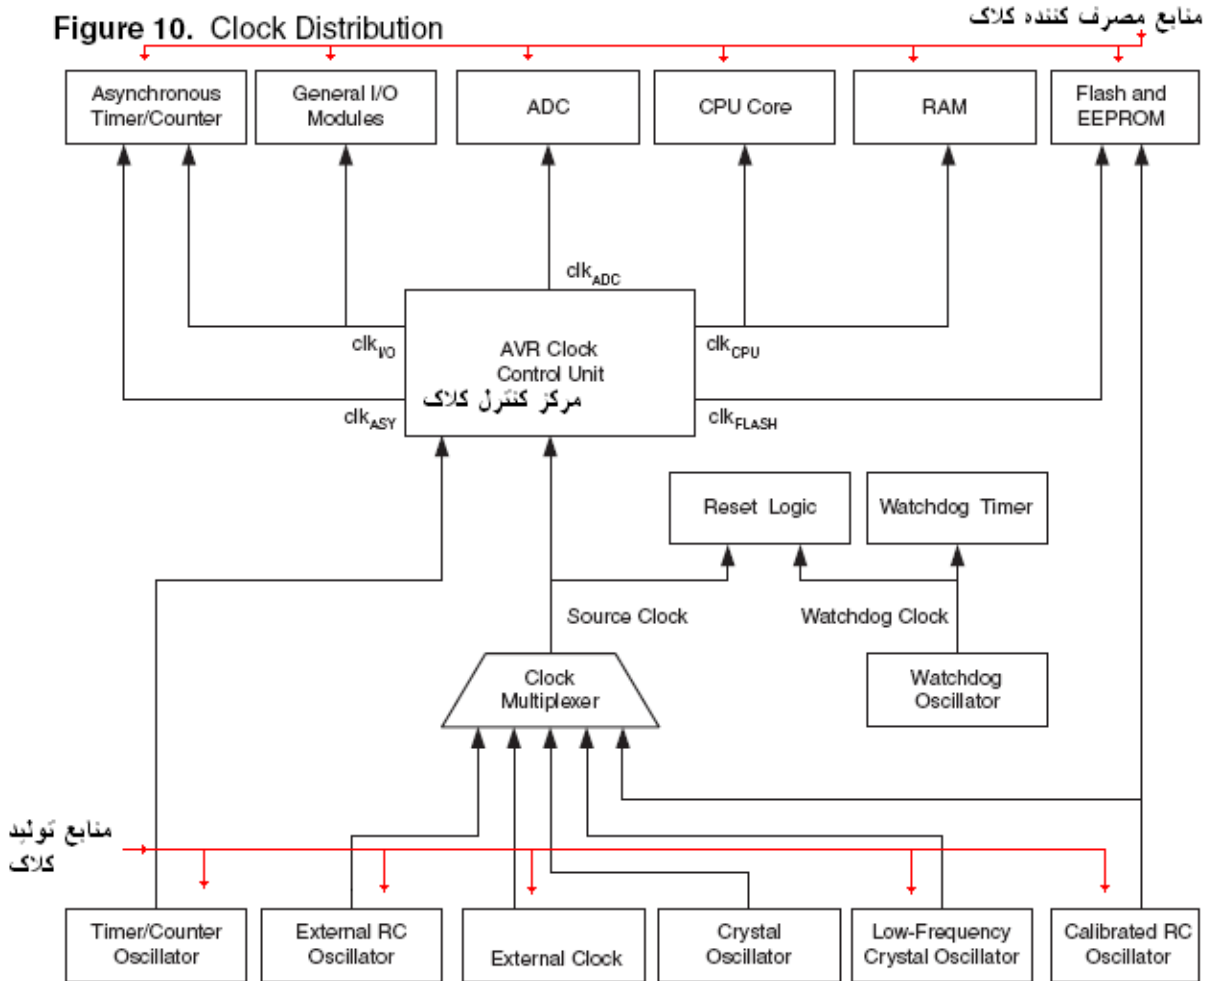 Figure 10. Clock Distribution
منابع مصرف کننده کلاک
Asynchronous
Timer/Counter
General I/O
Modules
ADC
CPU Core
RAM
Flash and
EEPROM
clkADC
clkI/O
AVR Clock
Control Unit
مرکز کنترل کلاک
clkCPU
clkASY
clkFLASH
Reset Logic
Watchdog Timer
Source Clock
Watchdog Clock
Clock
Multiplexer
Watchdog
Oscillator
منابع تولید
کلاک
Timer/Counter
Oscillator
External RC
Oscillator
External Clock
Crystal
Oscillator
Low-Frequency
Crystal Oscillator
Calibrated RC
Oscillator